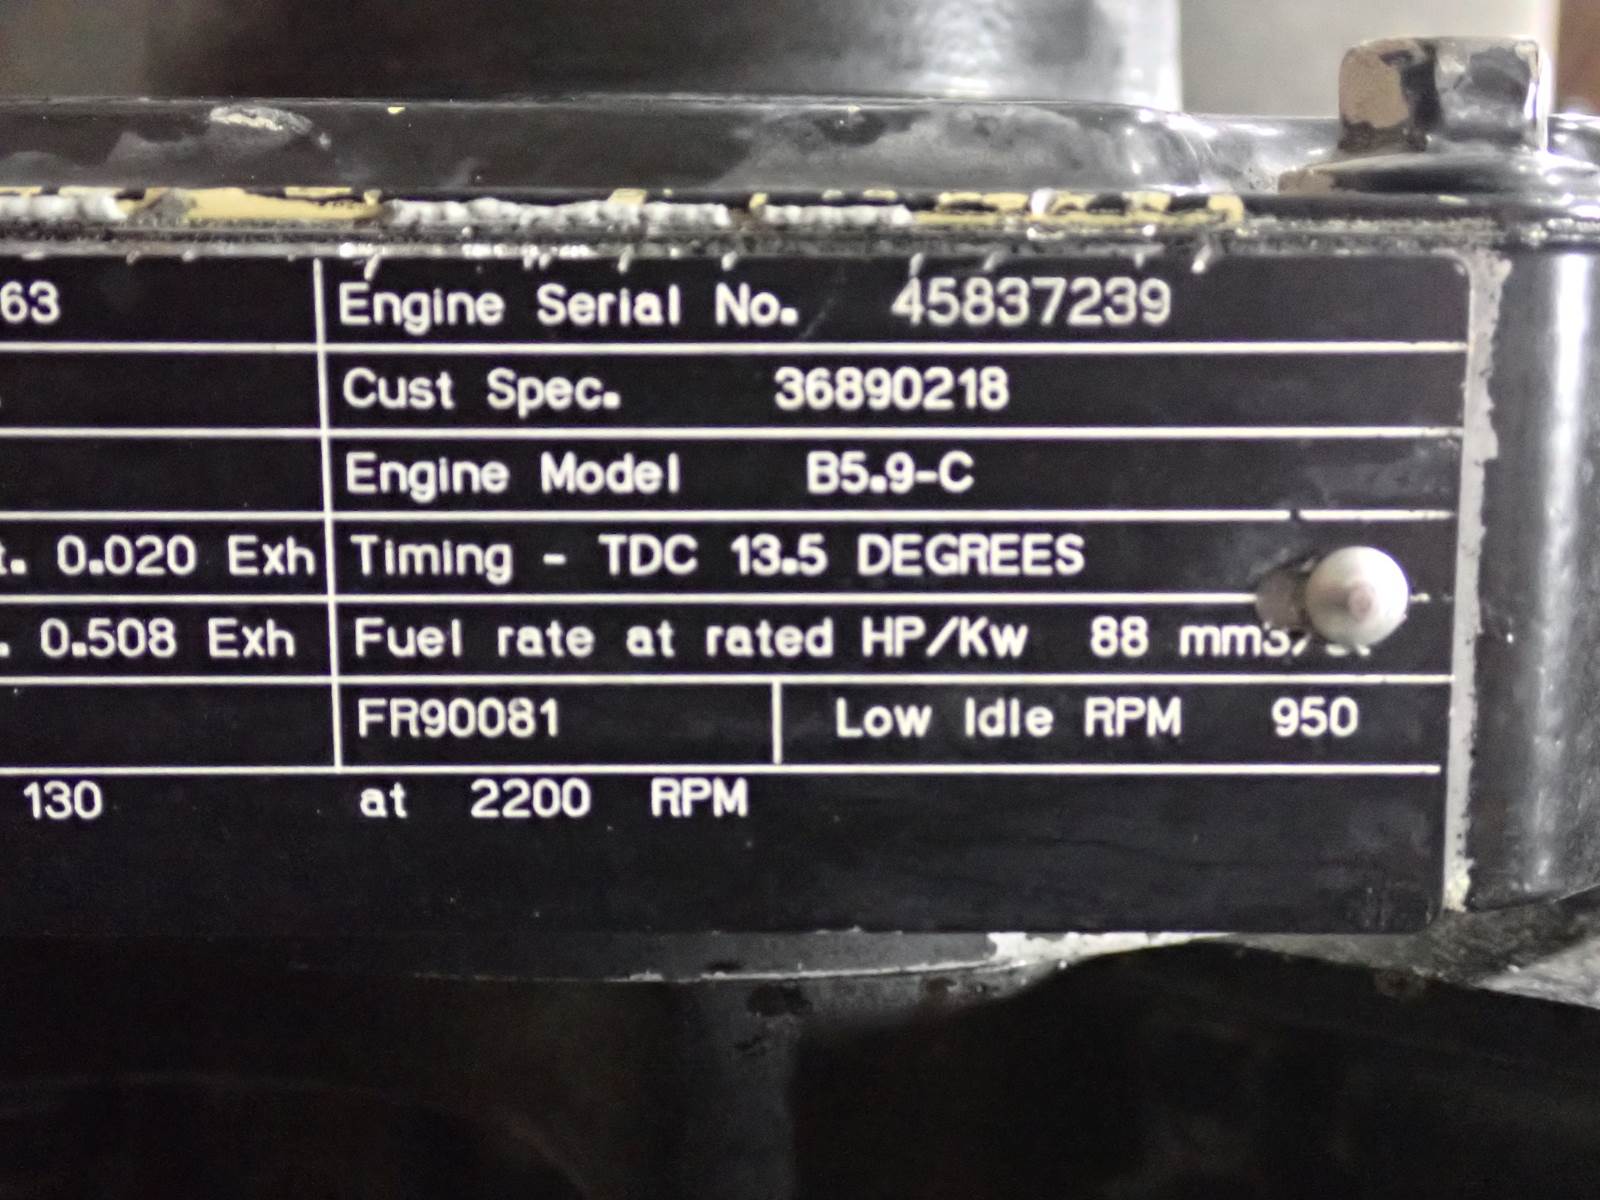 63 Engine Serial No. 45837239
Cust Spec. 36890218
Engine Model B5.9-C
0.020 Exh Timing - TDC 13.5 DEGREES
0.508 Exh Fuel rate at rated HP/Kw 88
FR90081 Low Idle RPM 950
130 at 2200 RPM